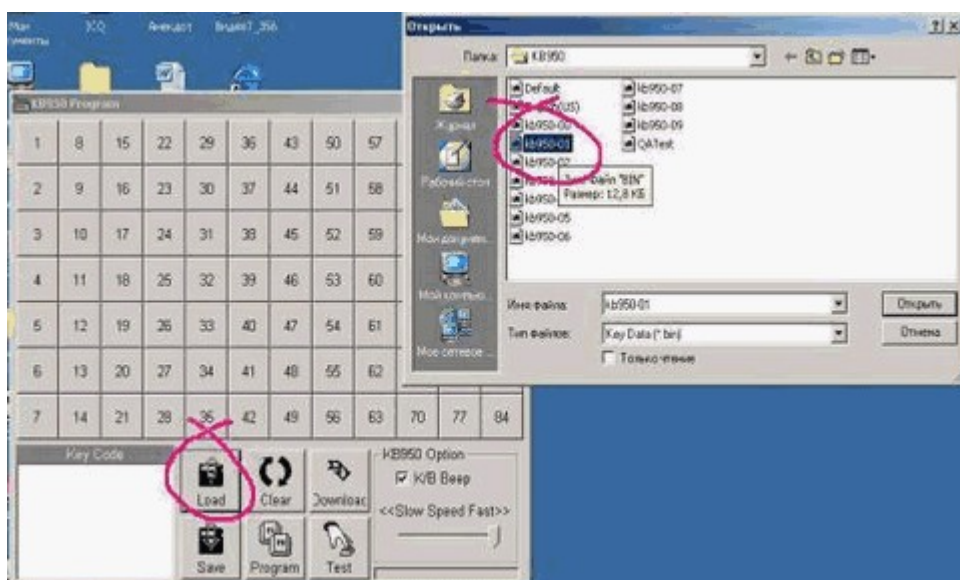 ICQ
Анекдот
Открыть
Папка:
KB950
KB950 Program
Default
kb950-07
kb950-08
kb950-00
kb950-09
kb950-01
QATest
kb950-02
Размер: 12,8 КБ
kb950-05
kb950-06
Журнал
Рабочий стол
Мои докумен...
Мой компью...
Мое сетевое ...
Имя файла:
kb950-01
Открыть
Тип файлов:
Key Data (*.bin)
Отмена
Только чтение
1 8 15 22 29 36 43 50 57
2 9 16 23 30 37 44 51 58
3 10 17 24 31 38 45 52 59
4 11 18 25 32 39 46 53 60
5 12 19 26 33 40 47 54 61
6 13 20 27 34 41 48 55 62
7 14 21 28 35 42 49 56 63 70 77 84
Key Code
Load
Clear
Download
KB950 Option
K/B Beep
<<Slow Speed Fast>>
Save
Program
Test